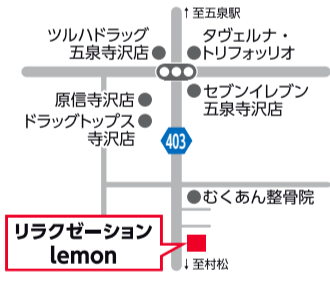 ↑至五泉駅
ツルハドラッグ
五泉寺沢店
タヴェルナ・
トリフォッリオ
セブンイレブン
五泉寺沢店
原信寺沢店
ドラッグトップス
寺沢店
403
むくあん整骨院
リラクゼーション
lemon
↓至村松